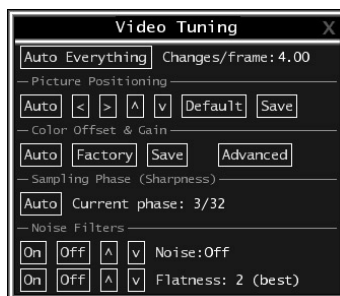 Video Tuning X
Auto Everything Changes/frame: 4.00
Picture Positioning
Auto < > ^ v Default Save
Color Offset & Gain
Auto Factory Save Advanced
Sampling Phase (Sharpness)
Auto Current phase: 3/32
Noise Filters
On Off ^ v Noise:Off
On Off ^ v Flatness: 2 (best)